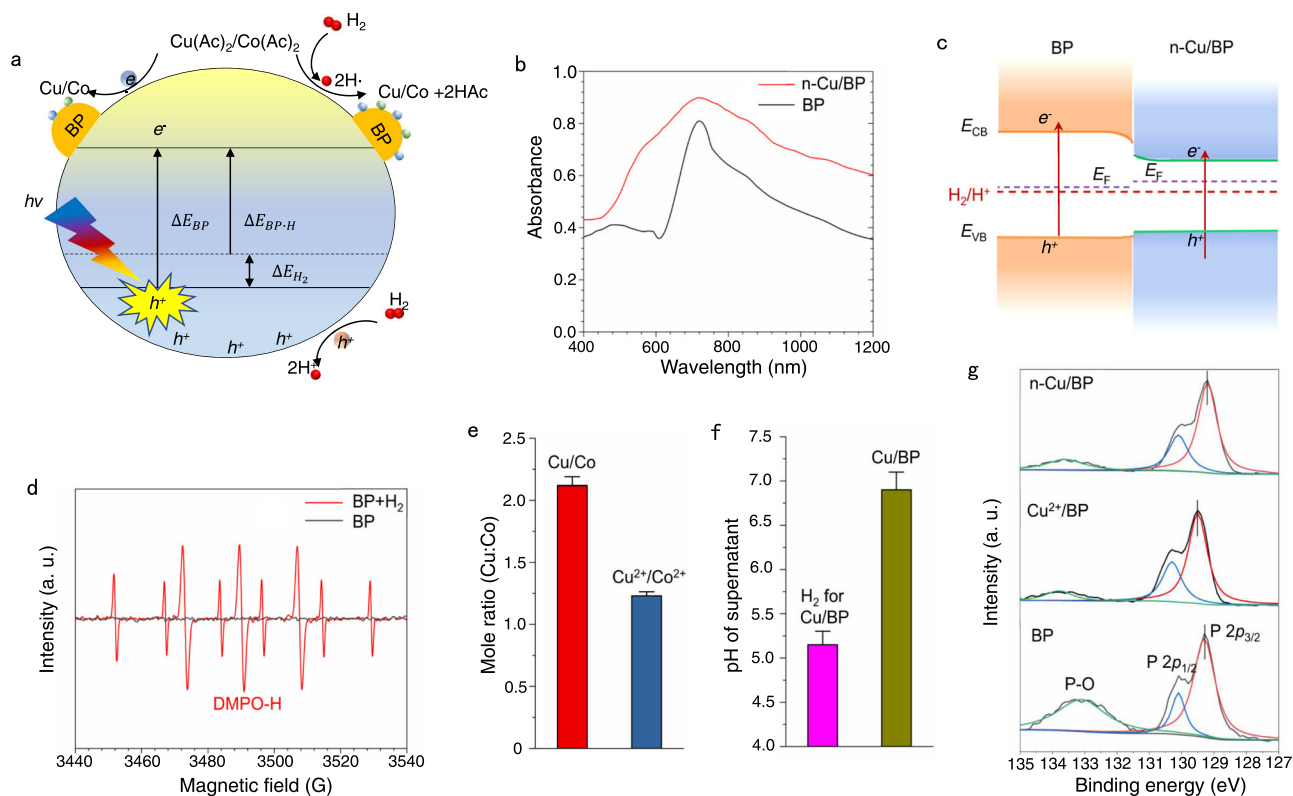 a
Cu(Ac)2/Co(Ac)2
H2
e
2H·
Cu/Co
Cu/Co +2HAc
BP
BP
e-
hν
ΔE_BP
ΔE_BP·H
ΔE_H2
h+
H2
h+
h+
h+
h+
2H+
b
1.0
0.8
0.6
0.4
0.2
0.0
Absorbance
n-Cu/BP
BP
400
600
800
1000
1200
Wavelength (nm)
c
BP
n-Cu/BP
ECB
e-
e-
EF
EF
H2/H+
EVB
h+
h+
d
Intensity (a. u.)
BP+H2
BP
DMPO-H
3440
3460
3480
3500
3520
3540
Magnetic field (G)
e
Mole ratio (Cu:Co)
2.5
2.0
1.5
1.0
0.5
0
Cu/Co
Cu2+/Co2+
f
pH of supernatant
7.5
7.0
6.5
6.0
5.5
5.0
4.5
4.0
H2 for
Cu/BP
Cu/BP
g
Intensity (a. u.)
n-Cu/BP
Cu2+/BP
BP
P-O
P 2p1/2
P 2p3/2
135
134
133
132
131
130
129
128
127
Binding energy (eV)